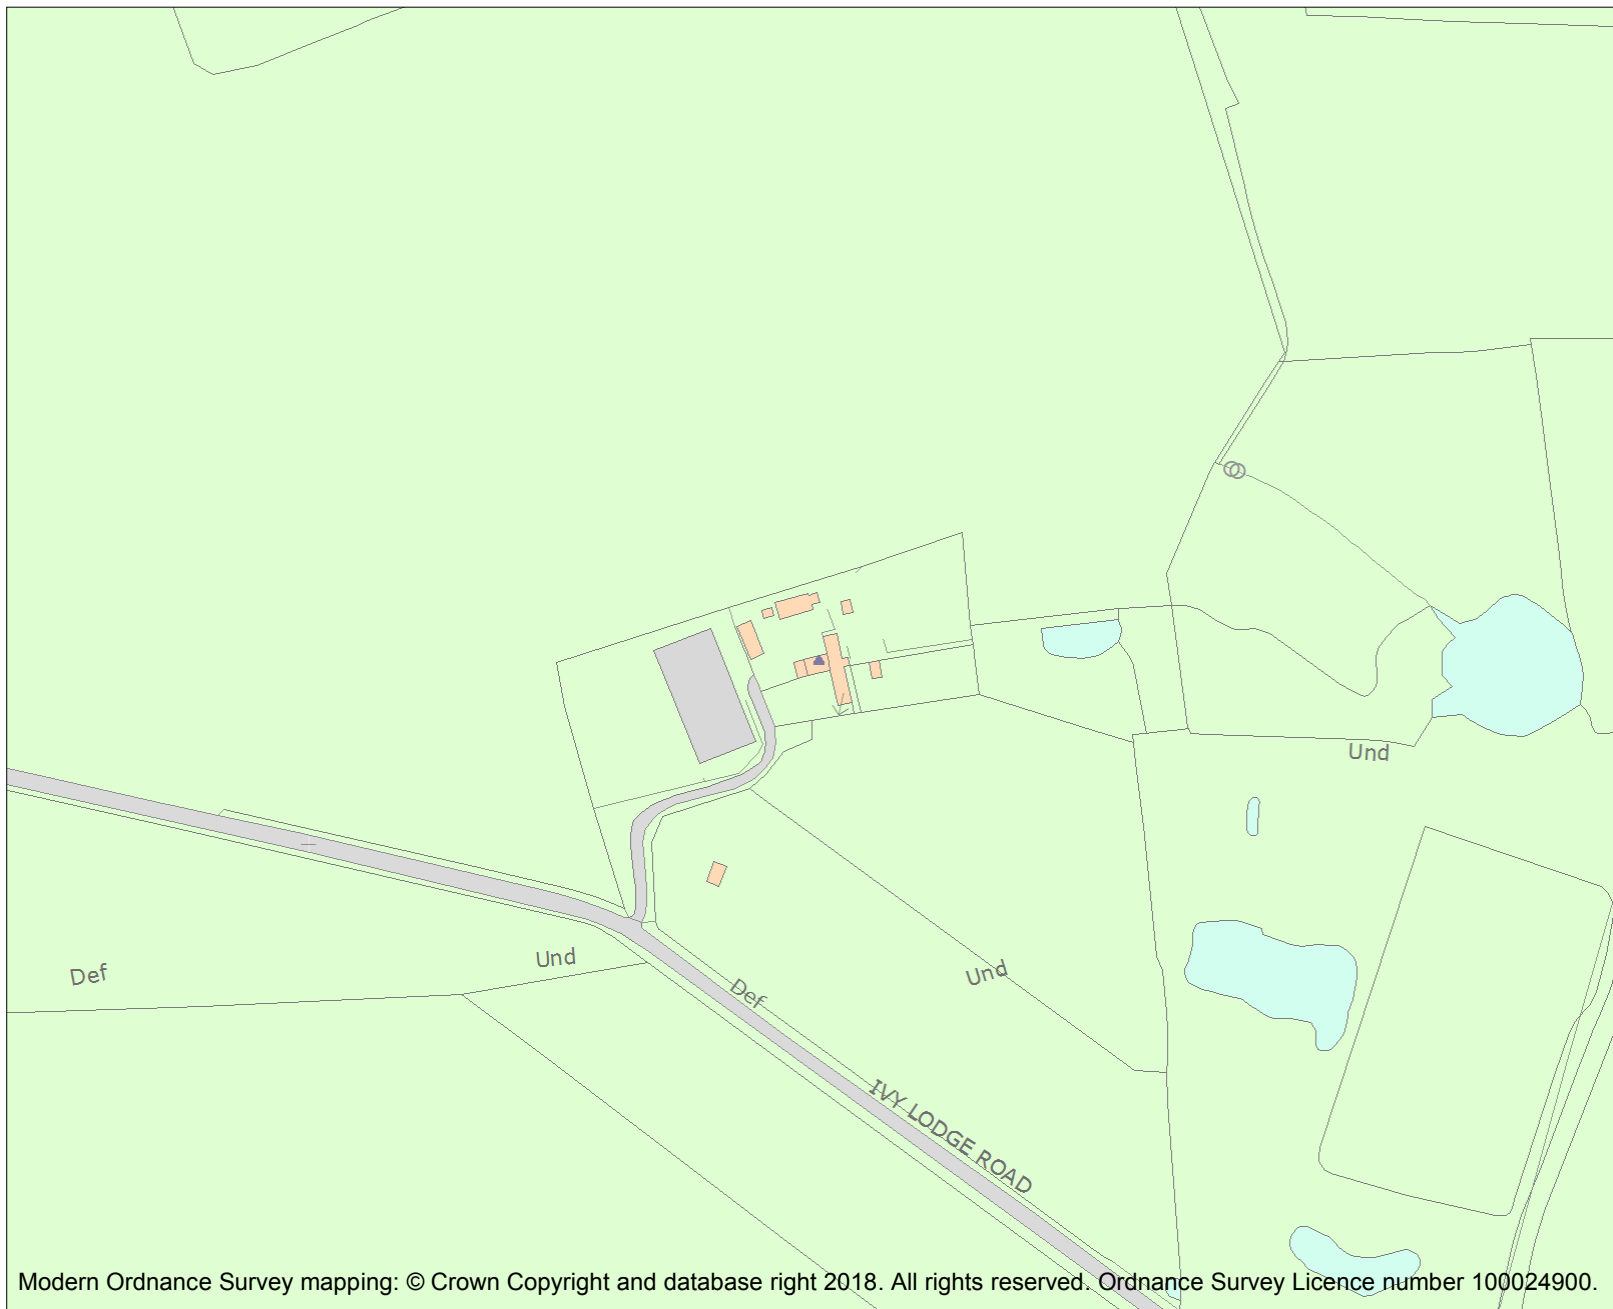 Und
Def
Und
Und
Def
IVY LODGE ROAD
Modern Ordnance Survey mapping: © Crown Copyright and database right 2018. All rights reserved. Ordnance Survey Licence number 100024900.